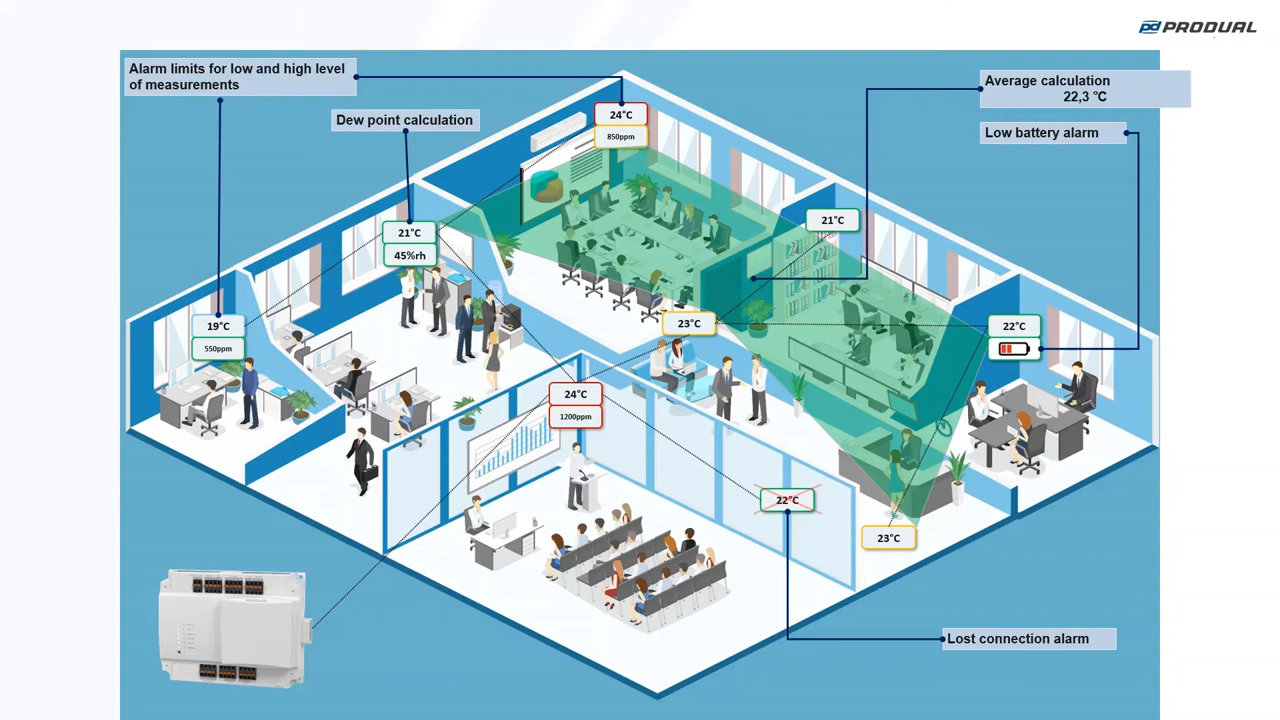 PRODUAL
Alarm limits for low and high level
of measurements
Average calculation
22,3 °C
Dew point calculation
Low battery alarm
24°C
850ppm
21°C
45%rh
21°C
19°C
550ppm
23°C
22°C
24°C
1200ppm
22°C
23°C
Lost connection alarm